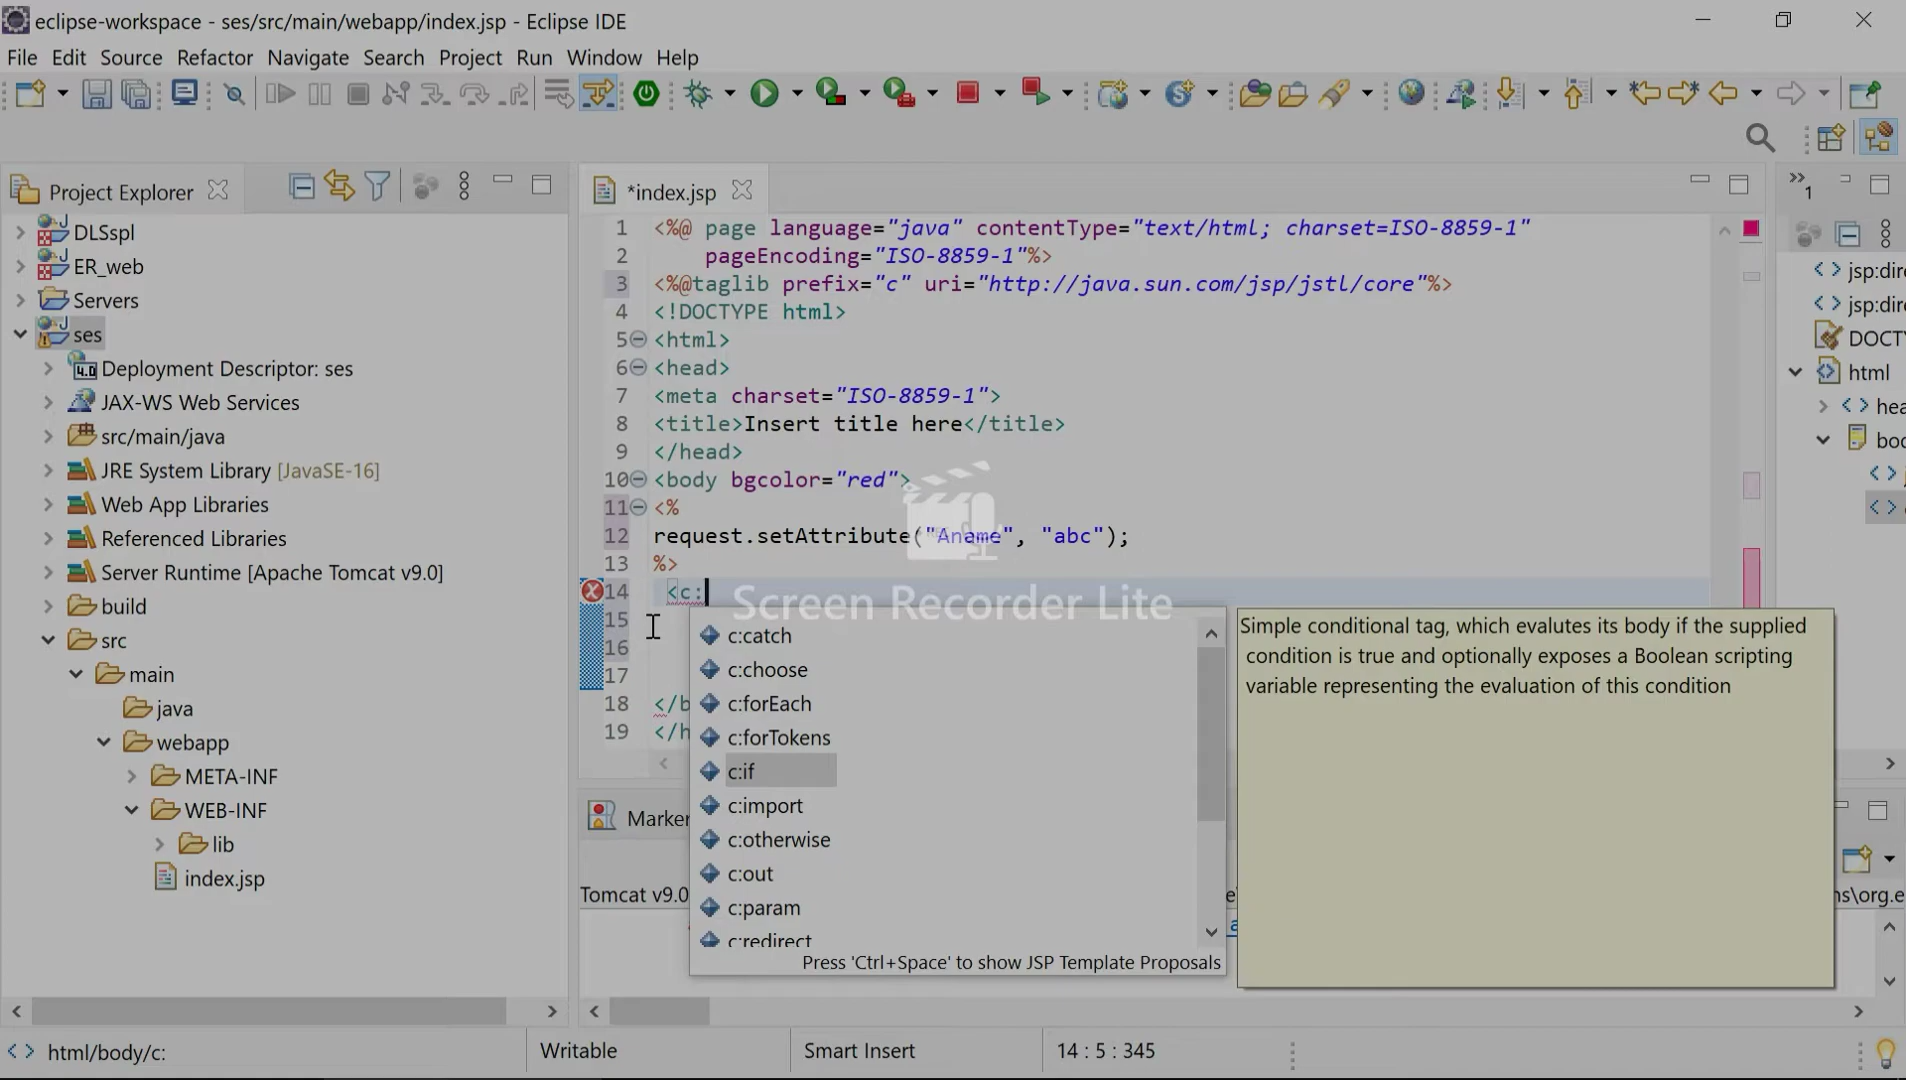 eclipse-workspace - ses/src/main/webapp/index.jsp - Eclipse IDE
File Edit Source Refactor Navigate Search Project Run Window Help
Project Explorer
DLSspl
ER_web
Servers
ses
Deployment Descriptor: ses
JAX-WS Web Services
src/main/java
JRE System Library [JavaSE-16]
Web App Libraries
Referenced Libraries
Server Runtime [Apache Tomcat v9.0]
build
src
main
java
webapp
META-INF
WEB-INF
lib
index.jsp
*index.jsp
1 <%@ page language="java" contentType="text/html; charset=ISO-8859-1"
2 pageEncoding="ISO-8859-1"%>
3 <%@taglib prefix="c" uri="http://java.sun.com/jsp/jstl/core"%>
4 <!DOCTYPE html>
5 <html>
6 <head>
7 <meta charset="ISO-8859-1">
8 <title>Insert title here</title>
9 </head>
10 <body bgcolor="red">
11 <%
12 request.setAttribute("Aname", "abc");
13 %>
14 <c:
15
16
17
18 </b
19 </h
Screen Recorder Lite
c:catch
c:choose
c:forEach
c:forTokens
c:if
c:import
c:otherwise
c:out
c:param
c:redirect
Press 'Ctrl+Space' to show JSP Template Proposals
Simple conditional tag, which evalutes its body if the supplied
condition is true and optionally exposes a Boolean scripting
variable representing the evaluation of this condition
1
jsp:dir
jsp:dir
DOCT
html
hea
boc
Marker
Tomcat v9.0
ns\org.e
html/body/c:
Writable
Smart Insert
14 : 5 : 345